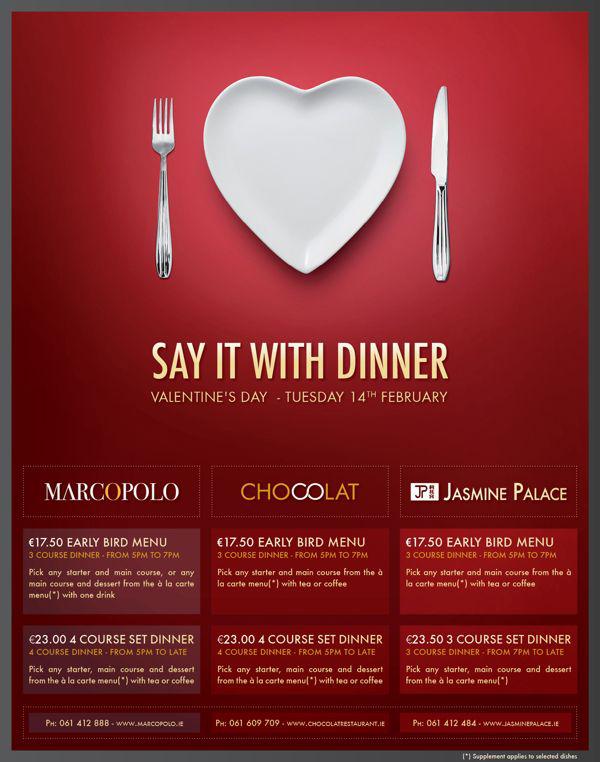 SAY IT WITH DINNER
VALENTINE'S DAY - TUESDAY 14TH FEBRUARY
MARCOPOLO
€17.50 EARLY BIRD MENU
3 COURSE DINNER - FROM 5PM TO 7PM
Pick any starter and main course, or any
main course and dessert from the à la carte
menu(*) with one drink
€23.00 4 COURSE SET DINNER
4 COURSE DINNER - FROM 5PM TO LATE
Pick any starter, main course and dessert
from the à la carte menu(*) with tea or coffee
PH: 061 412 888 - WWW.MARCOPOLO.IE
CHOCOLAT
€17.50 EARLY BIRD MENU
3 COURSE DINNER - FROM 5PM TO 7PM
Pick any starter and main course from the à
la carte menu(*) with tea or coffee
€23.00 4 COURSE SET DINNER
4 COURSE DINNER - FROM 5PM TO LATE
Pick any starter, main course and dessert
from the à la carte menu(*) with tea or coffee
PH: 061 609 709 - WWW.CHOCOLATRESTAURANT.IE
JP JASMINE PALACE
€17.50 EARLY BIRD MENU
3 COURSE DINNER - FROM 5PM TO 7PM
Pick any starter and main course from the à
la carte menu(*) with tea or coffee
€23.50 3 COURSE SET DINNER
3 COURSE DINNER - FROM 7PM TO LATE
Pick any starter, main course and dessert
from the à la carte menu(*)
PH: 061 412 484 - WWW.JASMINEPALACE.IE
(*) Supplement applies to selected dishes